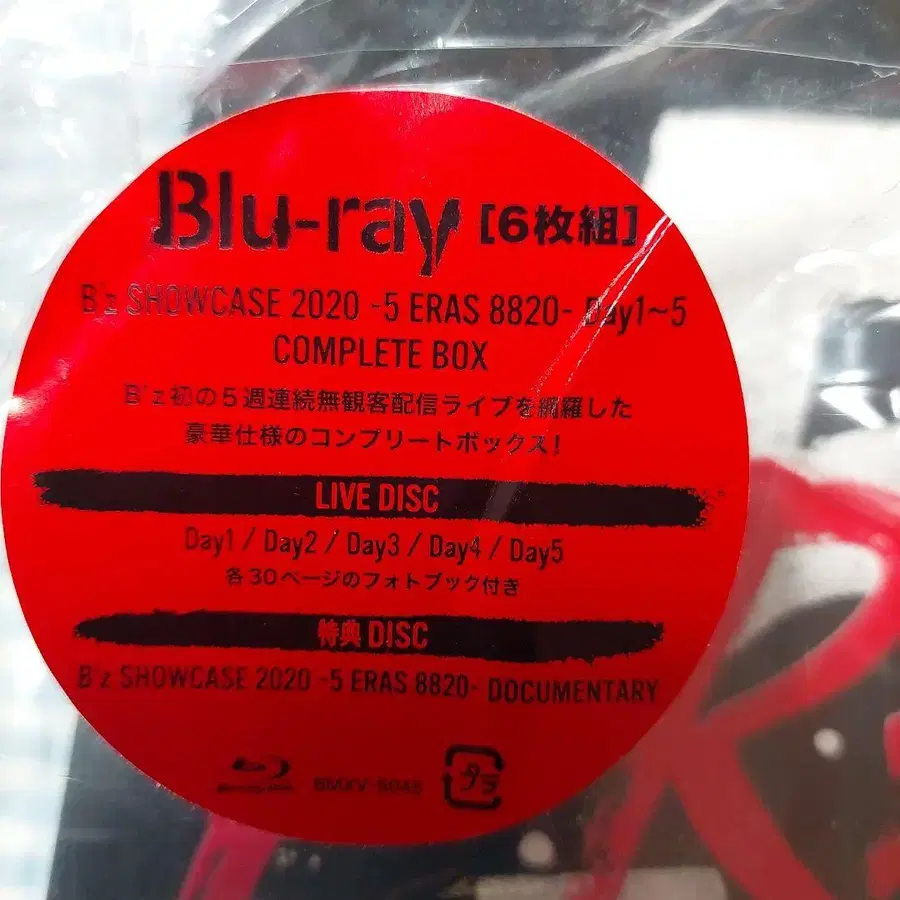 Blu-ray [6枚組]
B'z SHOWCASE 2020 -5 ERAS 8820- Day1~5
COMPLETE BOX
B'z初の5週連続無観客配信ライブを網羅した
豪華仕様のコンプリートボックス!
LIVE DISC
Day1 / Day2 / Day3 / Day4 / Day5
各30ページのフォトブック付き
特典 DISC
B'z SHOWCASE 2020 -5 ERAS 8820- DOCUMENTARY
プラ